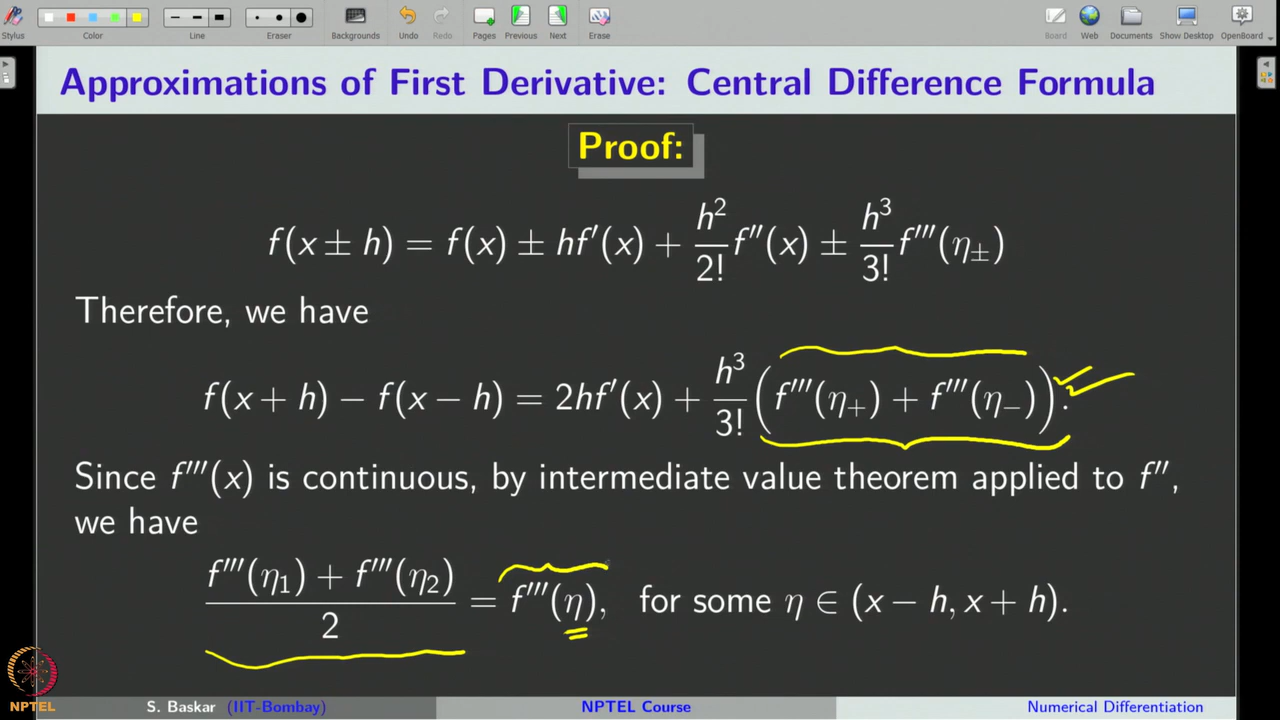 Stylus Color Line Eraser Backgrounds Undo Redo Pages Previous Next Erase Board Web Documents Show Desktop OpenBoard
Approximations of First Derivative: Central Difference Formula
Proof:
f(x ± h) = f(x) ± hf′(x) + h²/2! f″(x) ± h³/3! f‴(η±)
Therefore, we have
f(x + h) − f(x − h) = 2hf′(x) + h³/3! (f‴(η₊) + f‴(η₋)).
Since f‴(x) is continuous, by intermediate value theorem applied to f″,
we have
f‴(η₁) + f‴(η₂) / 2 = f‴(η), for some η ∈ (x − h, x + h).
NPTEL
S. Baskar (IIT-Bombay) NPTEL Course Numerical Differentiation